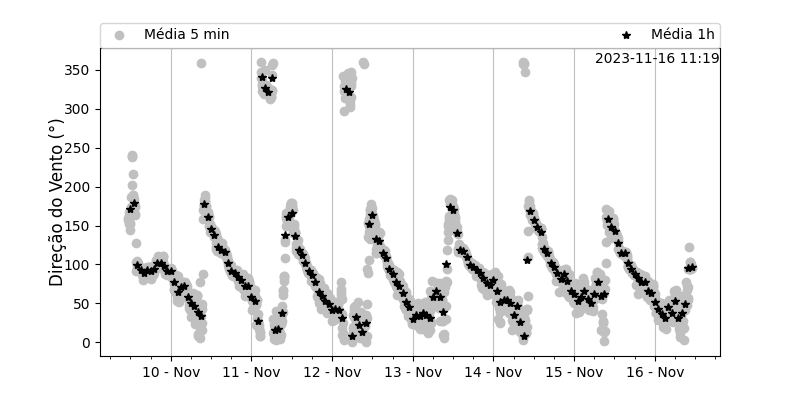 Média 5 min
Média 1h
2023-11-16 11:19
Direção do Vento (°)
350
300
250
200
150
100
50
0
10 - Nov
11 - Nov
12 - Nov
13 - Nov
14 - Nov
15 - Nov
16 - Nov